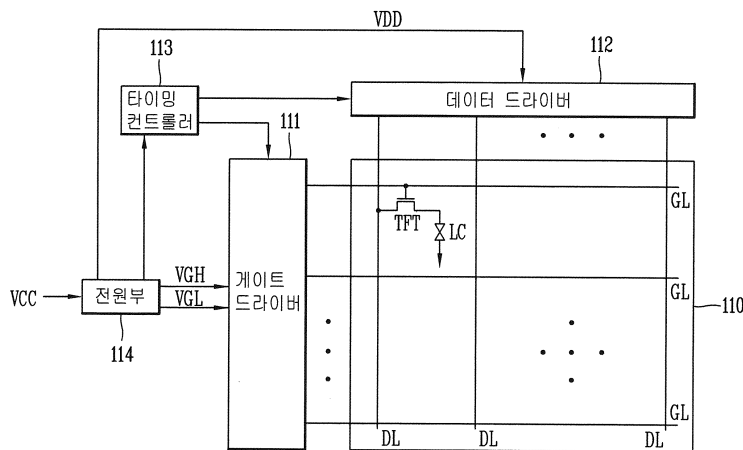 VDD
113
112
타이밍
컨트롤러
데이터 드라이버
111
GL
TFT
LC
VGH
게이트
드라이버
VCC
전원부
VGL
GL
114
110
GL
DL
DL
DL